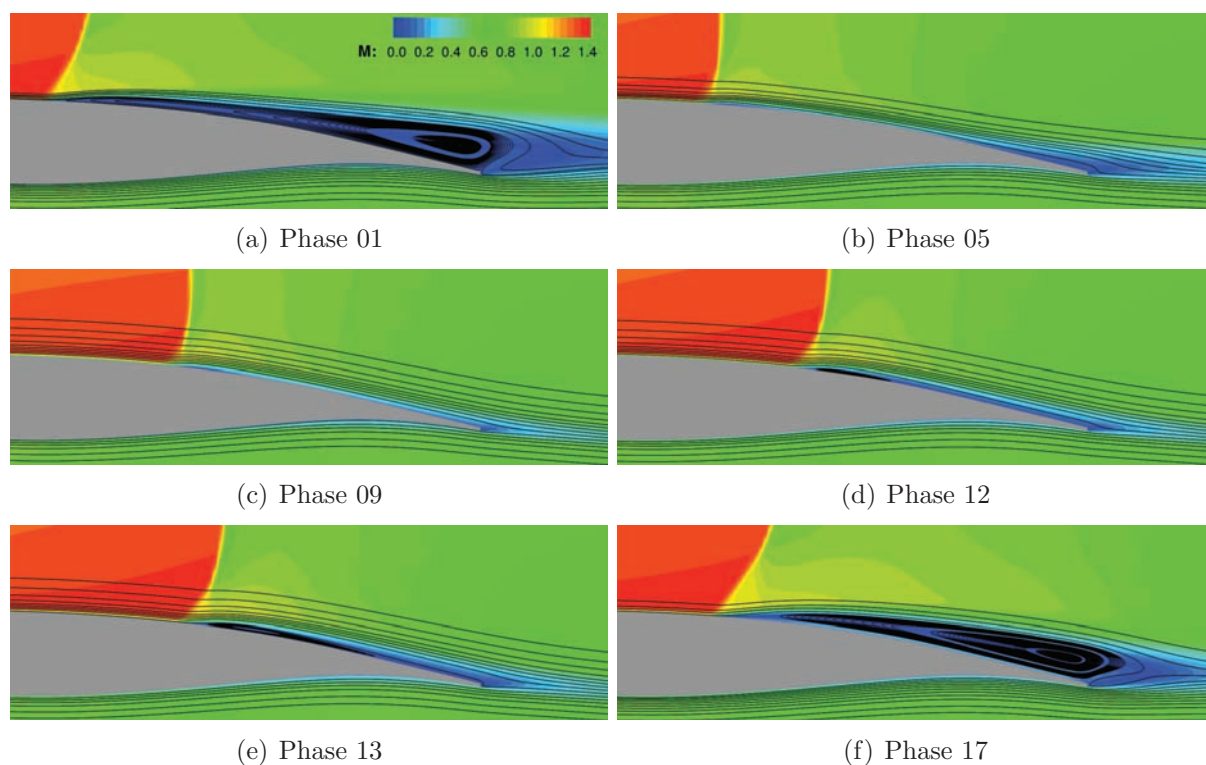 M: 0.0 0.2 0.4 0.6 0.8 1.0 1.2 1.4
(a) Phase 01
(b) Phase 05
(c) Phase 09
(d) Phase 12
(e) Phase 13
(f) Phase 17